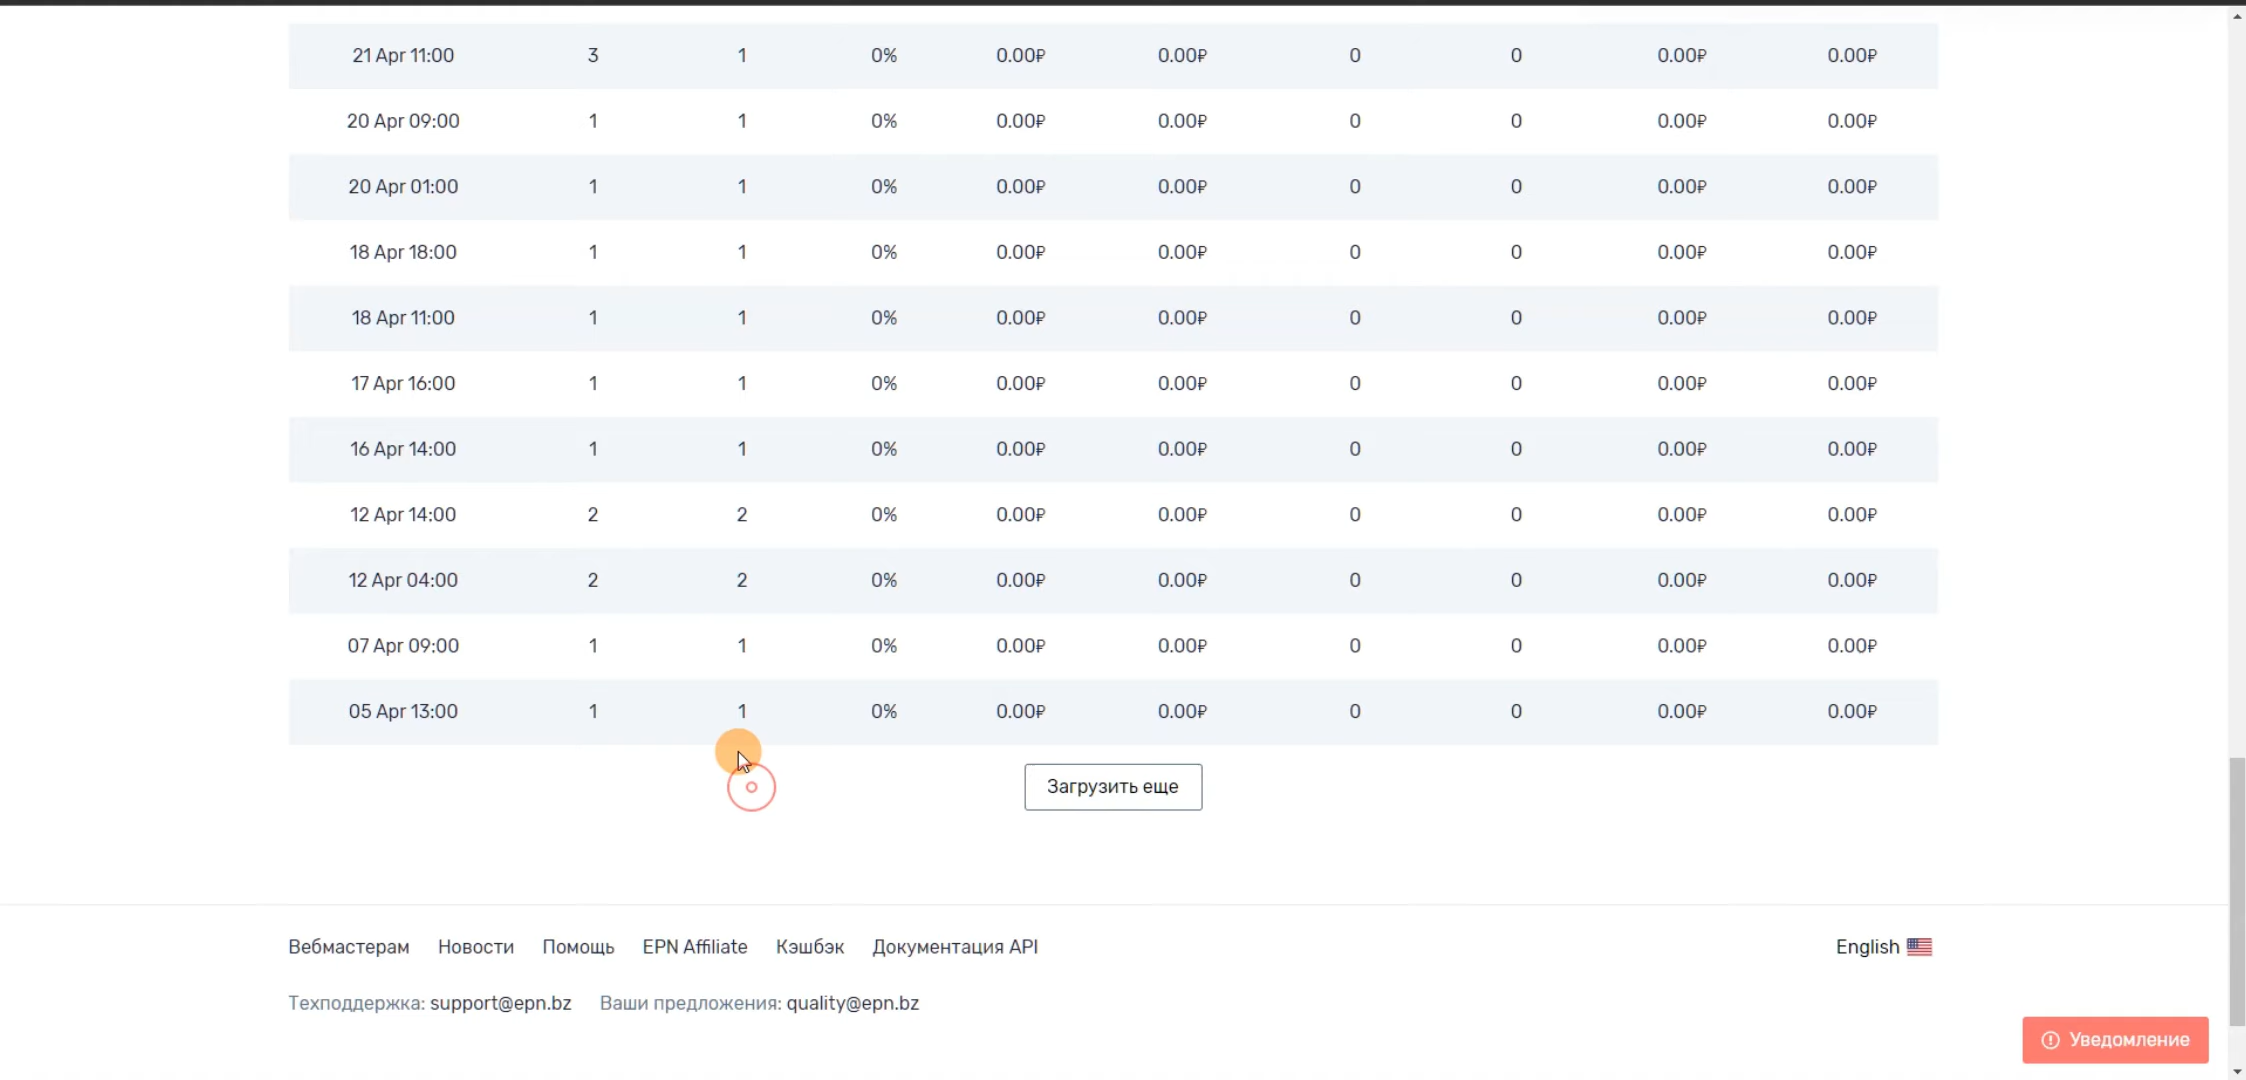 21 Apr 11:00 3 1 0% 0.00₽ 0.00₽ 0 0 0.00₽ 0.00₽
20 Apr 09:00 1 1 0% 0.00₽ 0.00₽ 0 0 0.00₽ 0.00₽
20 Apr 01:00 1 1 0% 0.00₽ 0.00₽ 0 0 0.00₽ 0.00₽
18 Apr 18:00 1 1 0% 0.00₽ 0.00₽ 0 0 0.00₽ 0.00₽
18 Apr 11:00 1 1 0% 0.00₽ 0.00₽ 0 0 0.00₽ 0.00₽
17 Apr 16:00 1 1 0% 0.00₽ 0.00₽ 0 0 0.00₽ 0.00₽
16 Apr 14:00 1 1 0% 0.00₽ 0.00₽ 0 0 0.00₽ 0.00₽
12 Apr 14:00 2 2 0% 0.00₽ 0.00₽ 0 0 0.00₽ 0.00₽
12 Apr 04:00 2 2 0% 0.00₽ 0.00₽ 0 0 0.00₽ 0.00₽
07 Apr 09:00 1 1 0% 0.00₽ 0.00₽ 0 0 0.00₽ 0.00₽
05 Apr 13:00 1 1 0% 0.00₽ 0.00₽ 0 0 0.00₽ 0.00₽
Загрузить еще
Вебмастерам Новости Помощь EPN Affiliate Кэшбэк Документация API English
Техподдержка: support@epn.bz Ваши предложения: quality@epn.bz
Уведомление